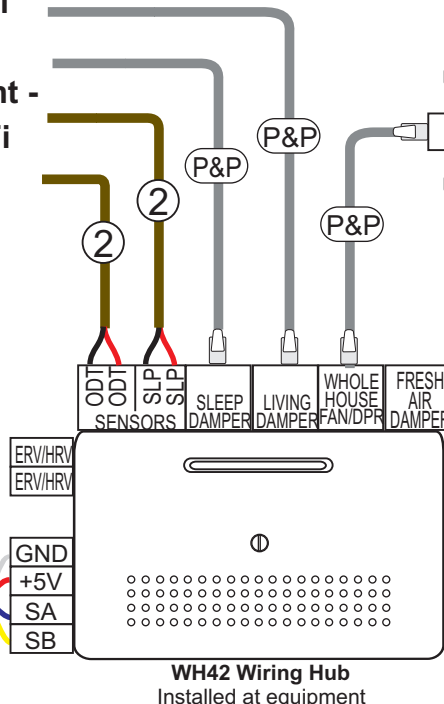 nt -
P&P
P&P
P&P
2
2
ODT
ODT
SLP
SLP
SENSORS
SLEEP
DAMPER
LIVING
DAMPER
WHOLE
HOUSE
FAN/DPR
FRESH
AIR
DAMPER
ERV/HRV
ERV/HRV
GND
+5V
SA
SB
WH42 Wiring Hub
Installed at equipment